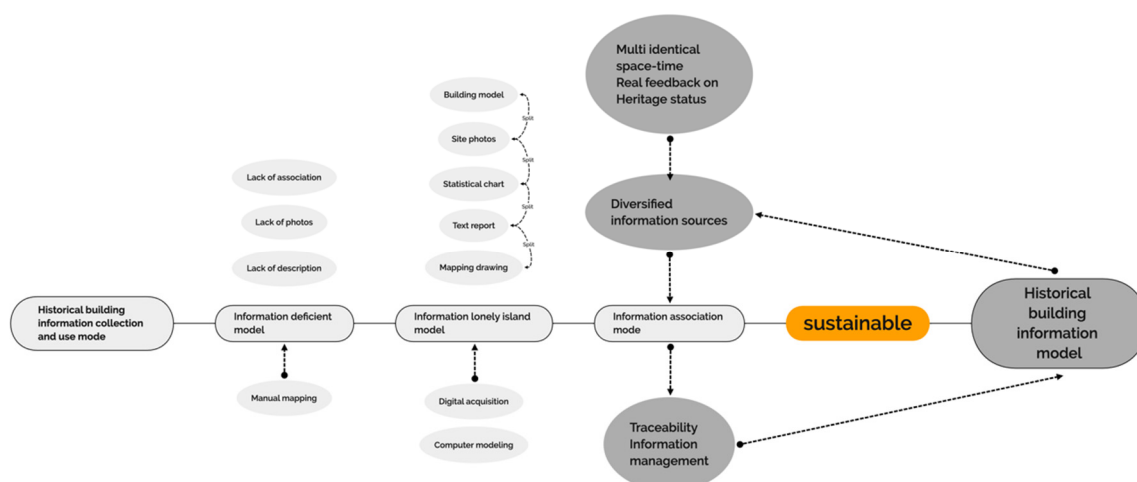 Multi identical
space-time
Real feedback on
Heritage status
Building model
Split
Site photos
Split
Statistical chart
Split
Text report
Split
Mapping drawing
Lack of association
Lack of photos
Lack of description
Diversified
information sources
Historical building
information collection
and use mode
Information deficient
model
Information lonely island
model
Information association
mode
sustainable
Historical
building
information
model
Manual mapping
Digital acquisition
Computer modeling
Traceability
Information
management